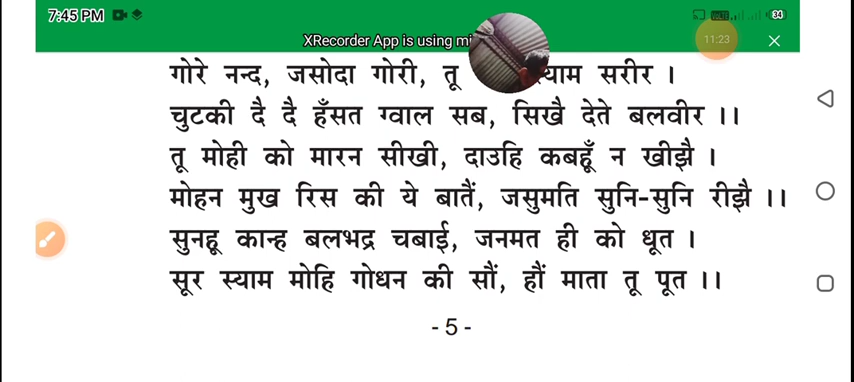 7:45 PM
84
XRecorder App is using mi
11:23
गोरे नन्द, जसोदा गोरी, तू स्याम सरीर ।
चुटकी दै दै हँसत ग्वाल सब, सिखै देते बलवीर ।।
तू मोही को मारन सीखी, दाउहि कबहूँ न खीझै ।
मोहन मुख रिस की ये बातैं, जसुमति सुनि-सुनि रीझै ।।
सुनहू कान्ह बलभद्र चबाई, जनमत ही को धूत ।
सूर स्याम मोहि गोधन की सौं, हौं माता तू पूत ।।
- 5 -